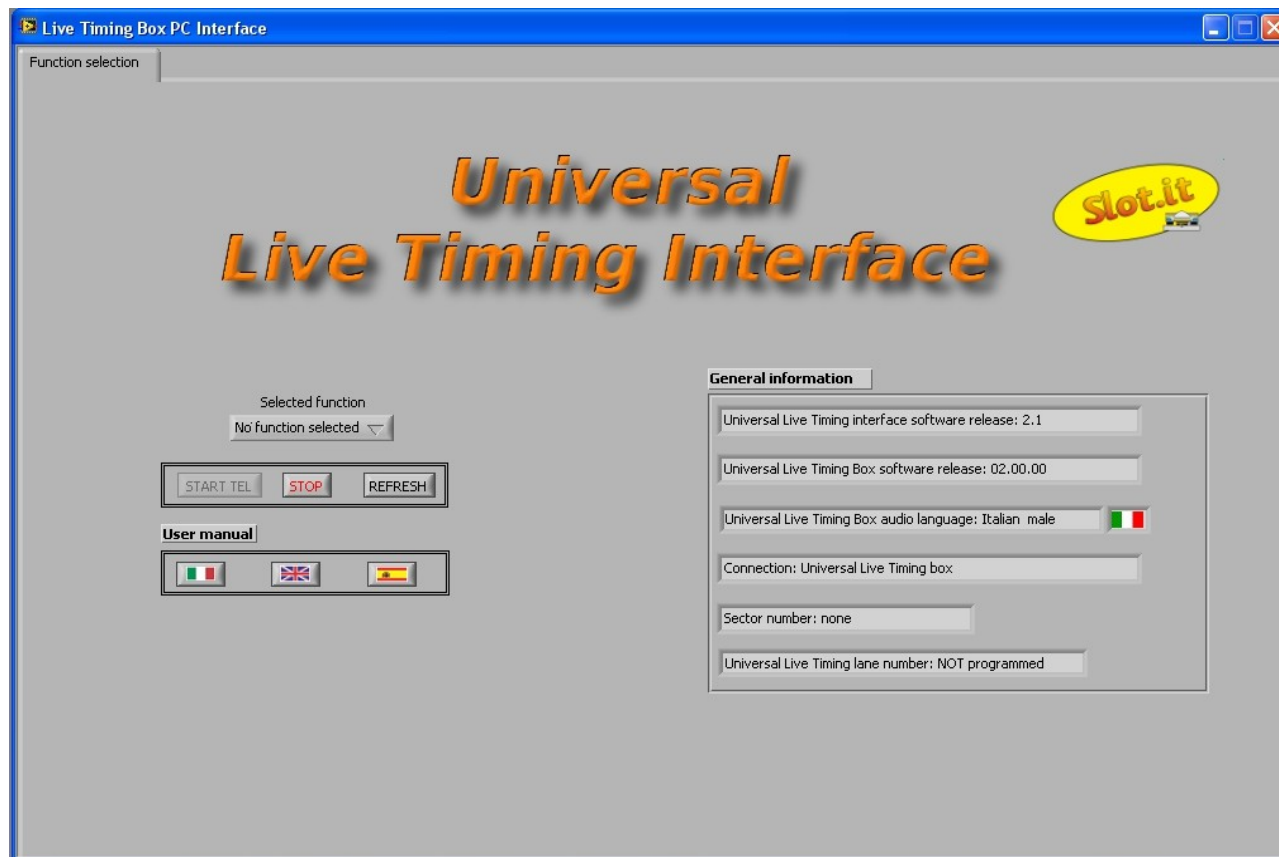 Live Timing Box PC Interface
Function selection
Universal
Live Timing Interface
Slot.it
Selected function
No function selected
START TEL
STOP
REFRESH
User manual
General information
Universal Live Timing interface software release: 2.1
Universal Live Timing Box software release: 02.00.00
Universal Live Timing Box audio language: Italian male
Connection: Universal Live Timing box
Sector number: none
Universal Live Timing lane number: NOT programmed